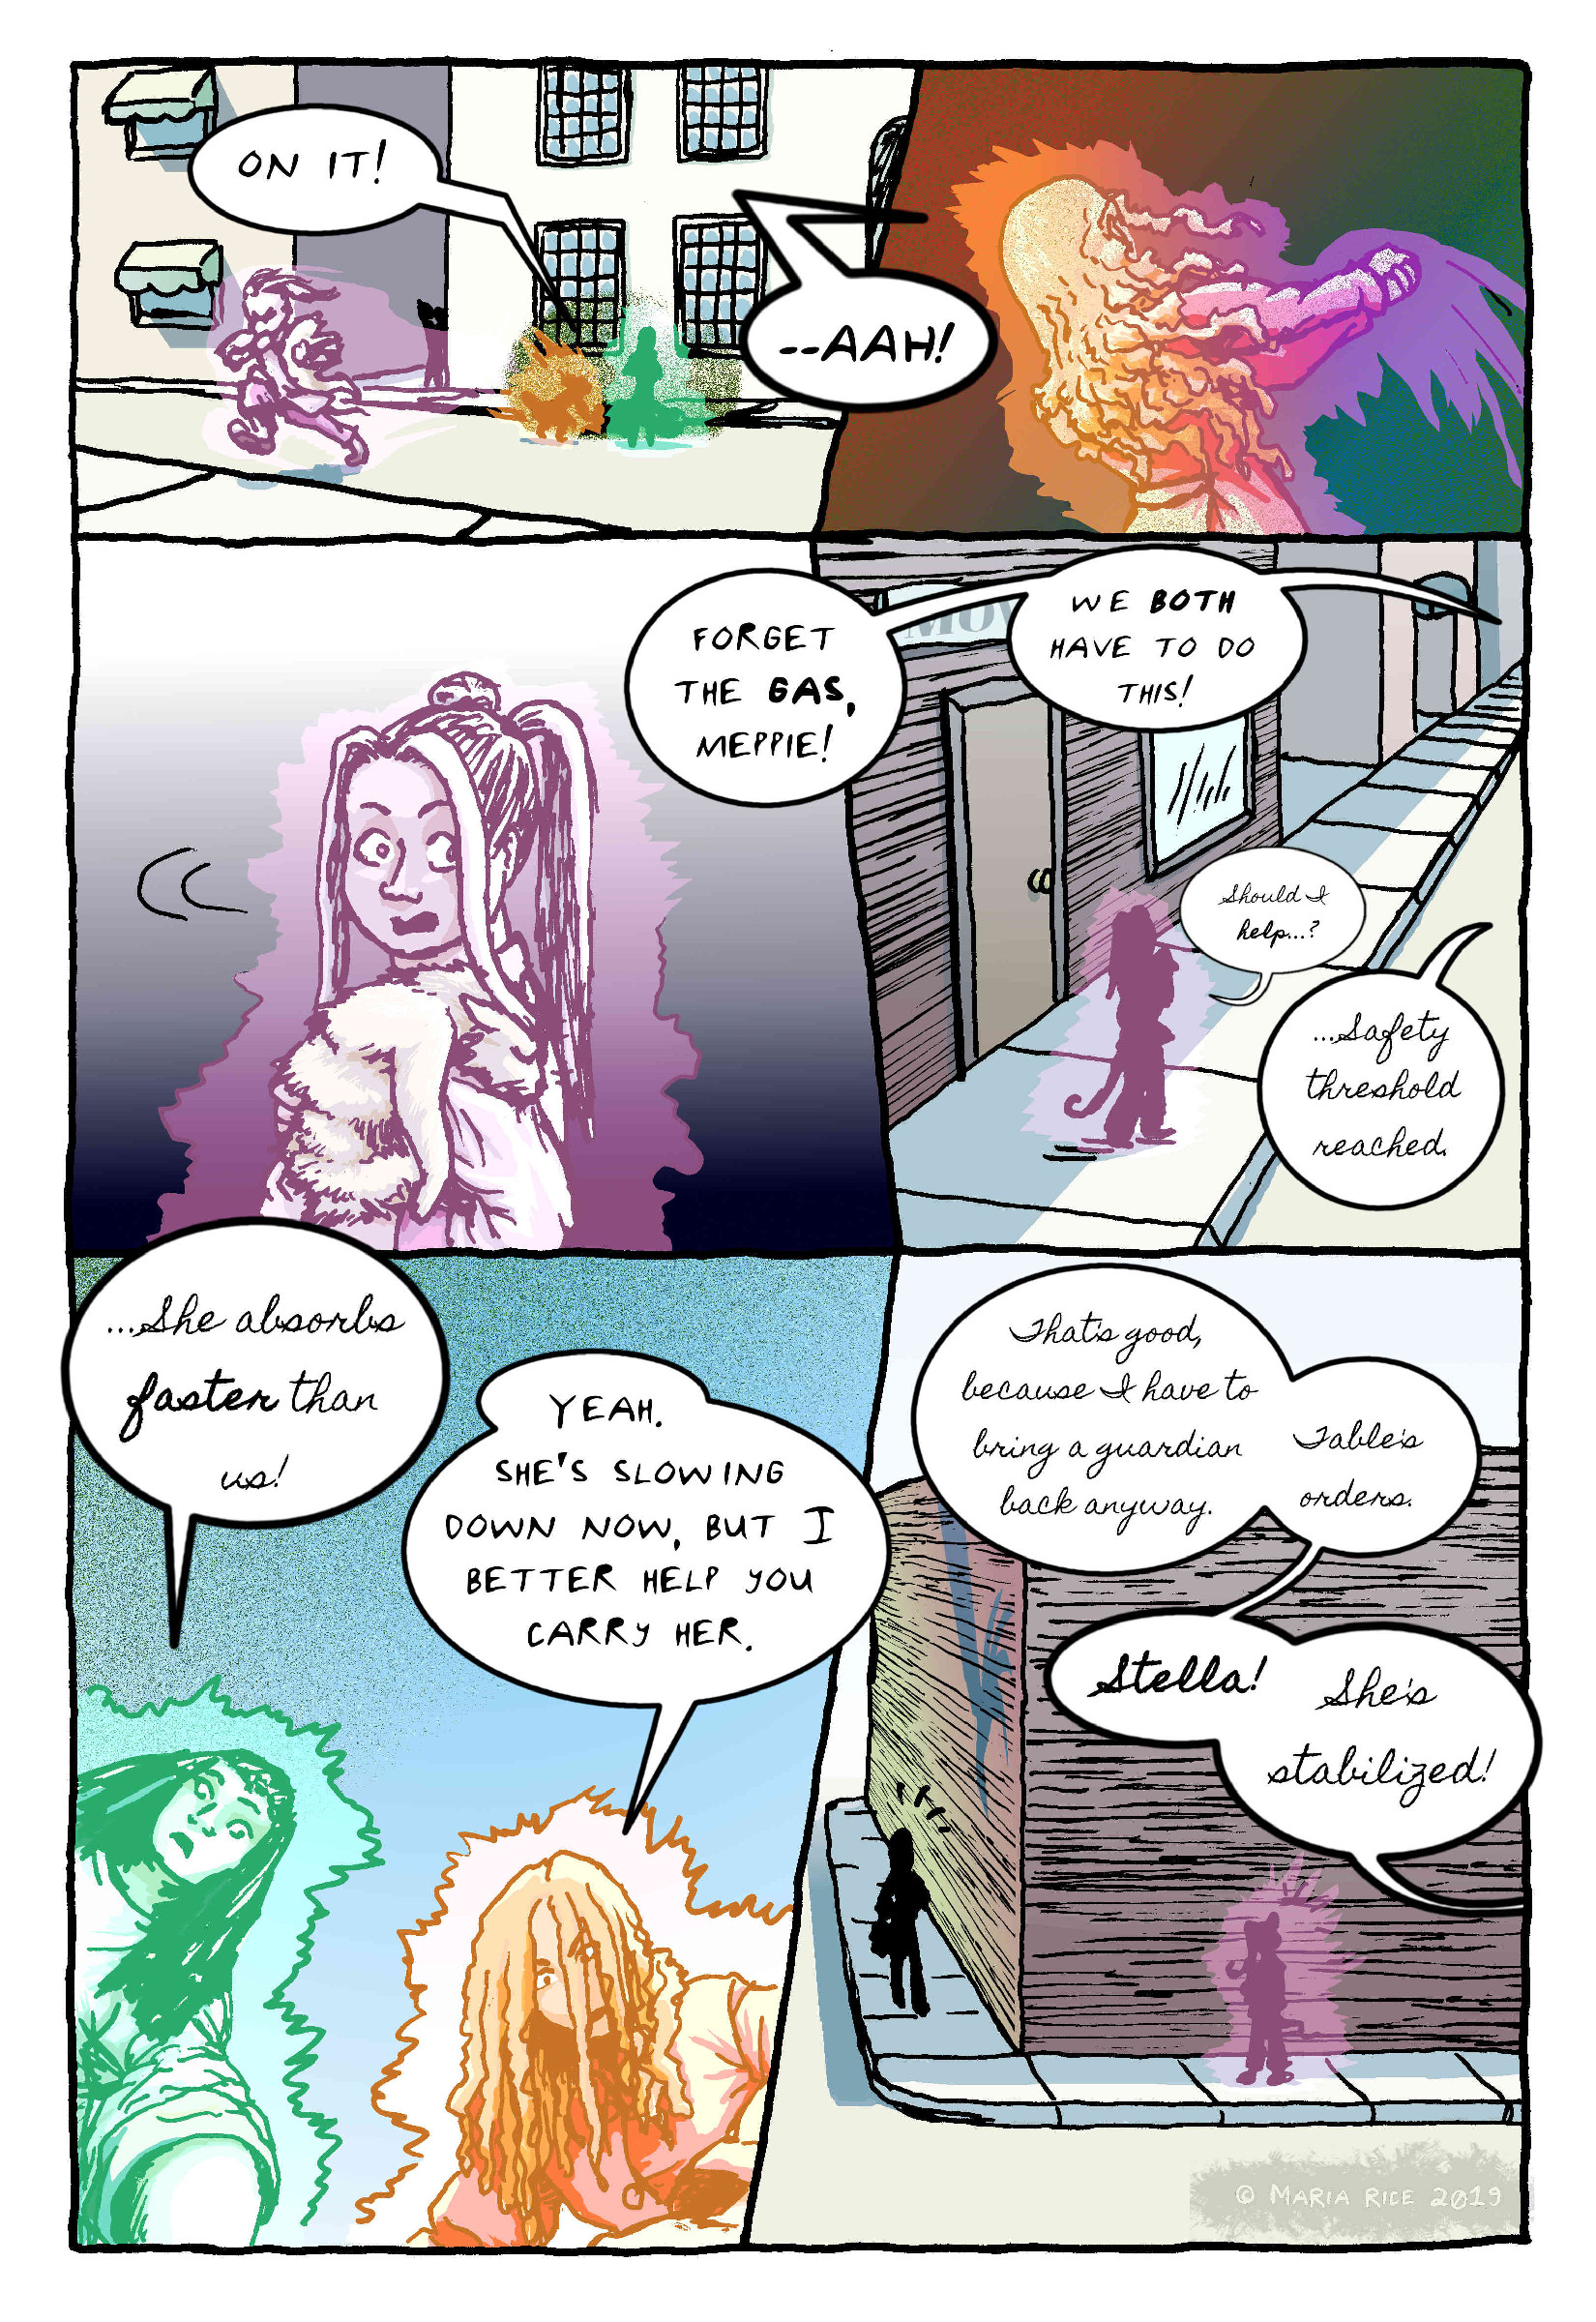 ON IT!
--AAH!
FORGET
THE GAS,
MEPPIE!
WE BOTH
HAVE TO DO
THIS!
MOV
Should I
help...?
...Safety
threshold
reached.
...She absorbs
faster than
us!
YEAH.
SHE'S SLOWING
DOWN NOW, BUT I
BETTER HELP YOU
CARRY HER.
That's good,
because I have to
bring a guardian
back anyway.
Table's
orders.
Stella!
She's
stabilized!
© MARIA RICE 2019